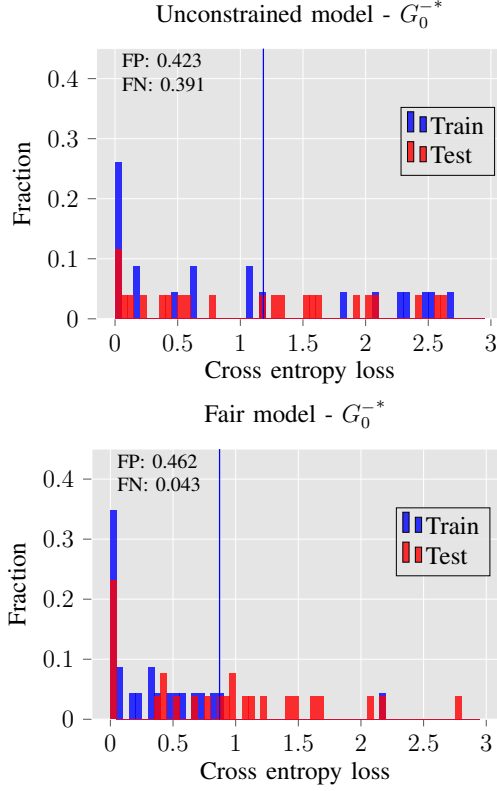 Unconstrained model - $G_0^{-*}$
FP: 0.423
FN: 0.391
Train
Test
Fraction
0.4
0.3
0.2
0.1
0
0 0.5 1 1.5 2 2.5 3
Cross entropy loss
Fair model - $G_0^{-*}$
FP: 0.462
FN: 0.043
Train
Test
Fraction
0.4
0.3
0.2
0.1
0
0 0.5 1 1.5 2 2.5 3
Cross entropy loss